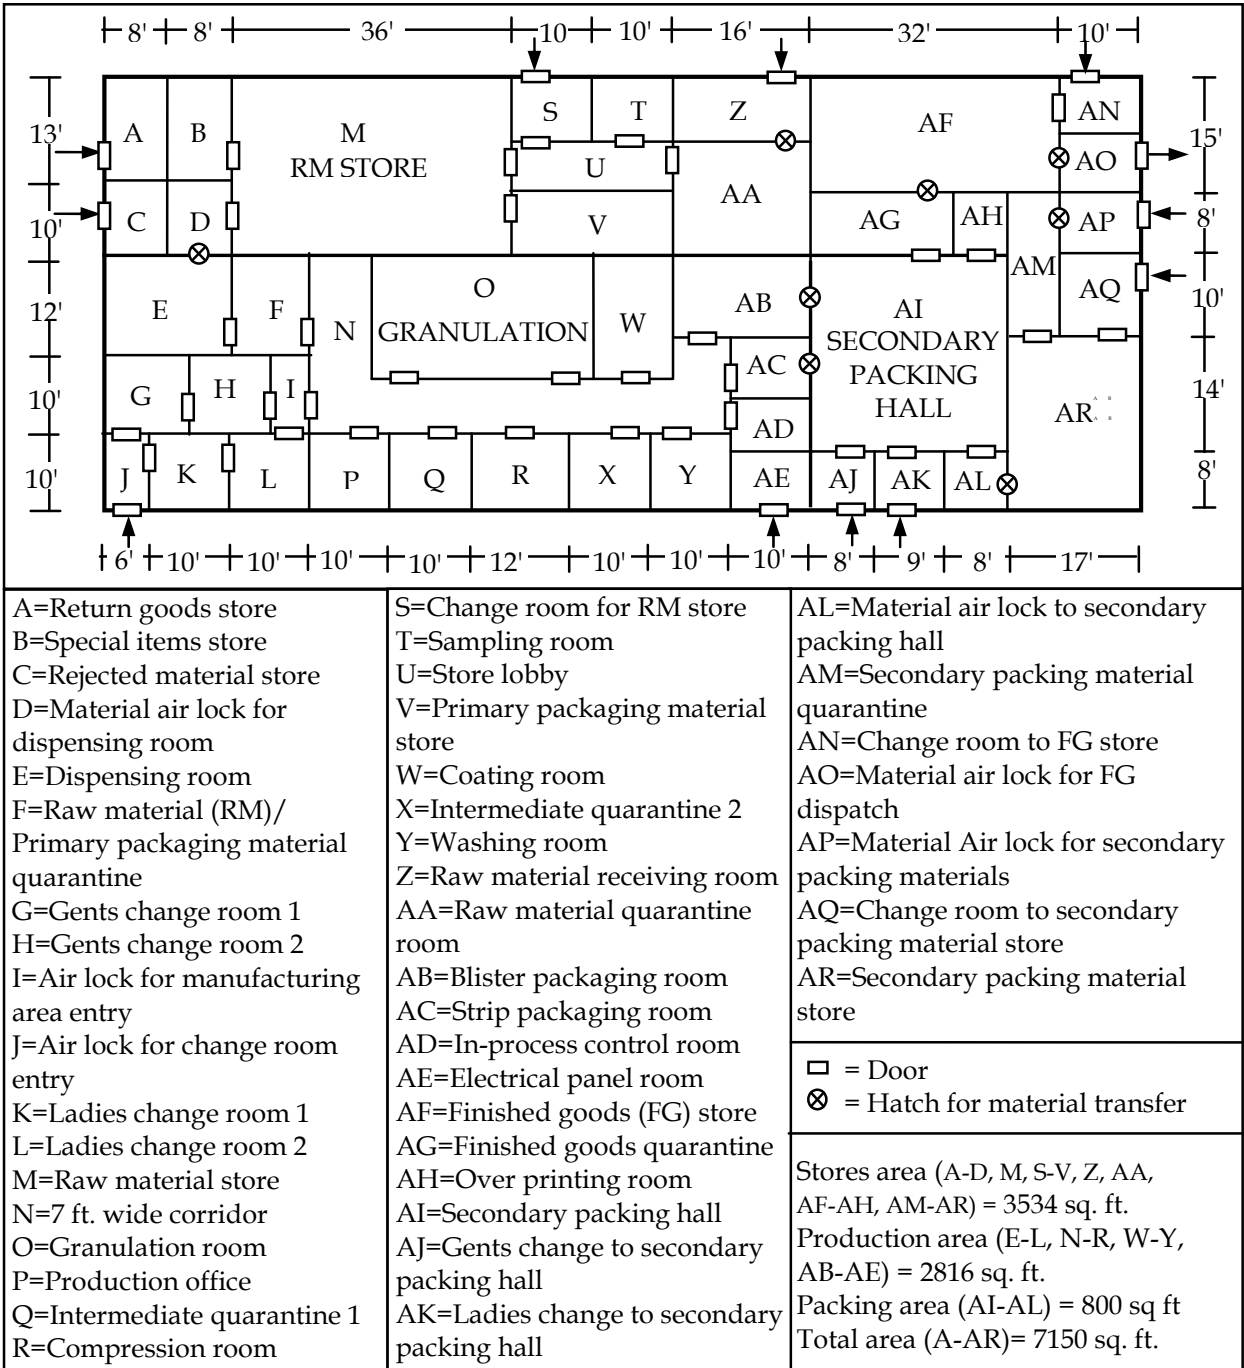 8' 8' 36' 10 10' 16' 32' 10'
13' A B M S T Z AF AN 15'
RM STORE U AO
AA
10' C D V AG AH AP 8'
AM
12' E F N O W AB AI AQ 10'
GRANULATION SECONDARY
PACKING
HALL
10' G H I AC AR 14'
AD
10' J K L P Q R X Y AE AJ AK AL 8'
6' 10' 10' 10' 10' 12' 10' 10' 10' 8' 9' 8' 17'
A=Return goods store
B=Special items store
C=Rejected material store
D=Material air lock for
dispensing room
E=Dispensing room
F=Raw material (RM)/
Primary packaging material
quarantine
G=Gents change room 1
H=Gents change room 2
I=Air lock for manufacturing
area entry
J=Air lock for change room
entry
K=Ladies change room 1
L=Ladies change room 2
M=Raw material store
N=7 ft. wide corridor
O=Granulation room
P=Production office
Q=Intermediate quarantine 1
R=Compression room
S=Change room for RM store
T=Sampling room
U=Store lobby
V=Primary packaging material
store
W=Coating room
X=Intermediate quarantine 2
Y=Washing room
Z=Raw material receiving room
AA=Raw material quarantine
room
AB=Blister packaging room
AC=Strip packaging room
AD=In-process control room
AE=Electrical panel room
AF=Finished goods (FG) store
AG=Finished goods quarantine
AH=Over printing room
AI=Secondary packing hall
AJ=Gents change to secondary
packing hall
AK=Ladies change to secondary
packing hall
AL=Material air lock to secondary
packing hall
AM=Secondary packing material
quarantine
AN=Change room to FG store
AO=Material air lock for FG
dispatch
AP=Material Air lock for secondary
packing materials
AQ=Change room to secondary
packing material store
AR=Secondary packing material
store
= Door
= Hatch for material transfer
Stores area (A-D, M, S-V, Z, AA,
AF-AH, AM-AR) = 3534 sq. ft.
Production area (E-L, N-R, W-Y,
AB-AE) = 2816 sq. ft.
Packing area (AI-AL) = 800 sq ft
Total area (A-AR)= 7150 sq. ft.